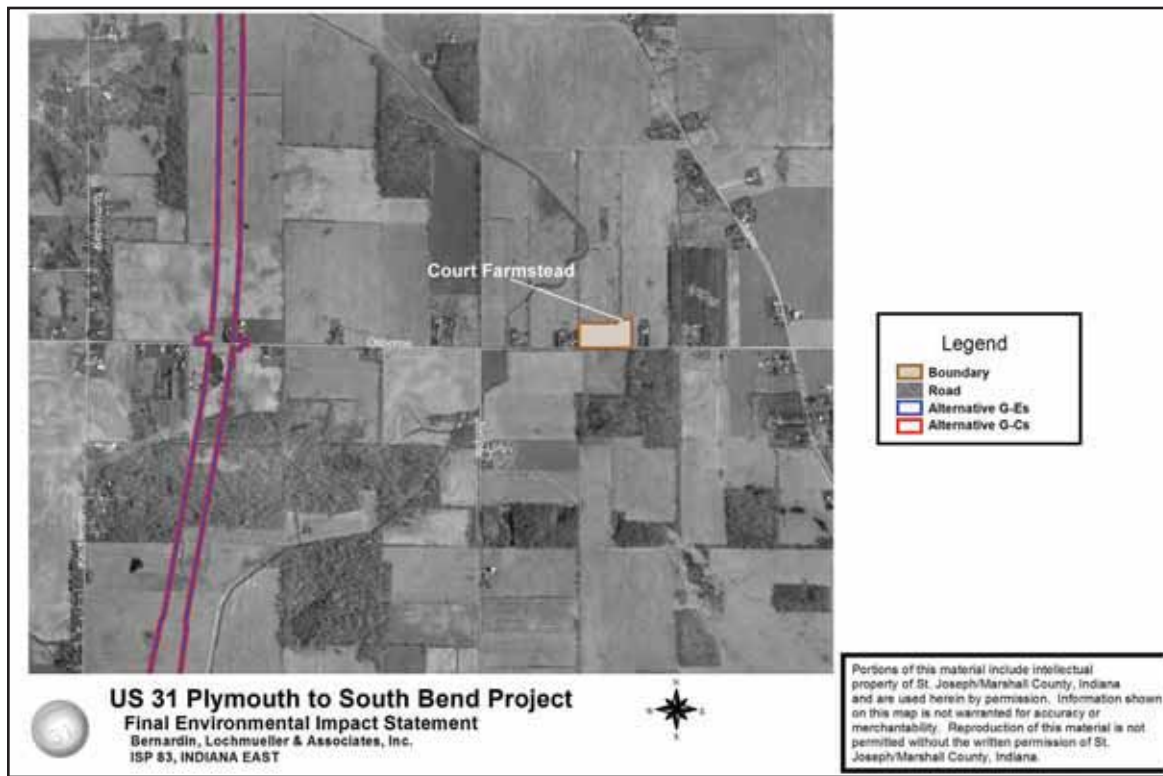 Court Farmstead
Legend
Boundary
Road
Alternative G-Es
Alternative G-Cs
US 31 Plymouth to South Bend Project
Final Environmental Impact Statement
Bernardin, Lochmueller & Associates, Inc.
ISP 83, INDIANA EAST
N
S
Portions of this material include intellectual
property of St. Joseph/Marshall County, Indiana
and are used herein by permission. Information shown
on this map is not warranted for accuracy or
merchantability. Reproduction of this material is not
permitted without the written permission of St.
Joseph/Marshall County, Indiana.